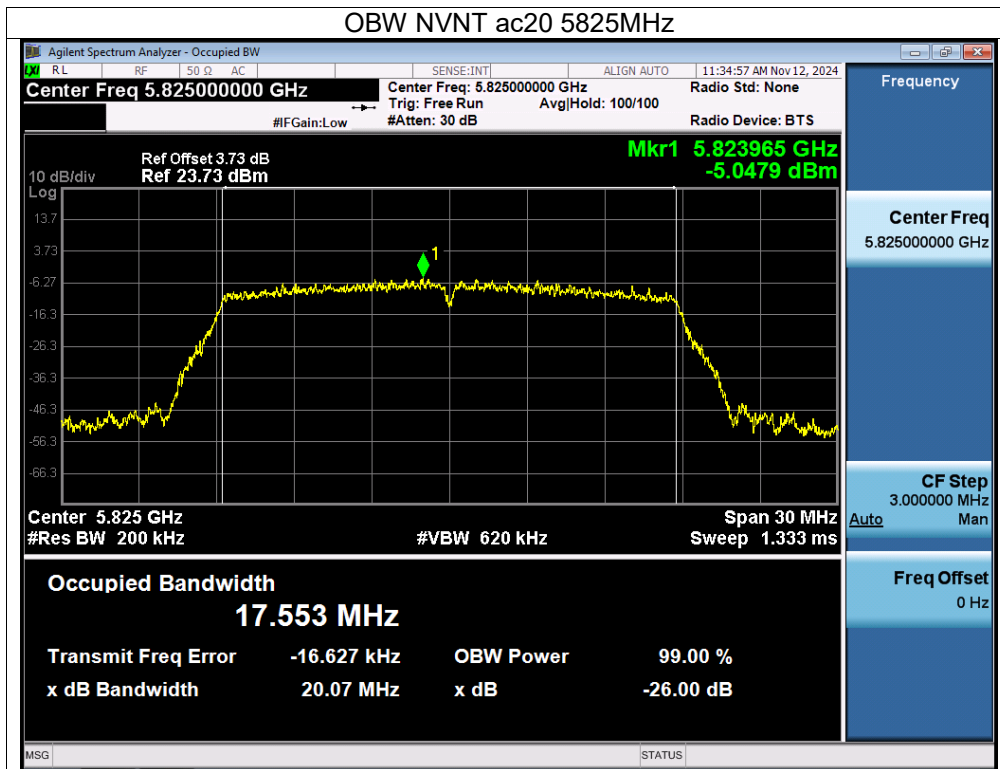 OBW NVNT ac20 5825MHz
Agilent Spectrum Analyzer - Occupied BW
LXI RL RF 50 Ω AC SENSE:INT ALIGN AUTO 11:34:57 AM Nov 12, 2024
Center Freq 5.825000000 GHz
Center Freq: 5.825000000 GHz Radio Std: None
Trig: Free Run Avg|Hold: 100/100
#IFGain:Low #Atten: 30 dB Radio Device: BTS
Mkr1 5.823965 GHz
-5.0479 dBm
Ref Offset 3.73 dB
10 dB/div Ref 23.73 dBm
Log
13.7
3.73
-6.27
-16.3
-26.3
-36.3
-46.3
-56.3
-66.3
1
Center 5.825 GHz Span 30 MHz
#Res BW 200 kHz #VBW 620 kHz Sweep 1.333 ms
Occupied Bandwidth
17.553 MHz
Transmit Freq Error -16.627 kHz OBW Power 99.00 %
x dB Bandwidth 20.07 MHz x dB -26.00 dB
MSG STATUS
Frequency
Center Freq
5.825000000 GHz
CF Step
3.000000 MHz
Auto Man
Freq Offset
0 Hz